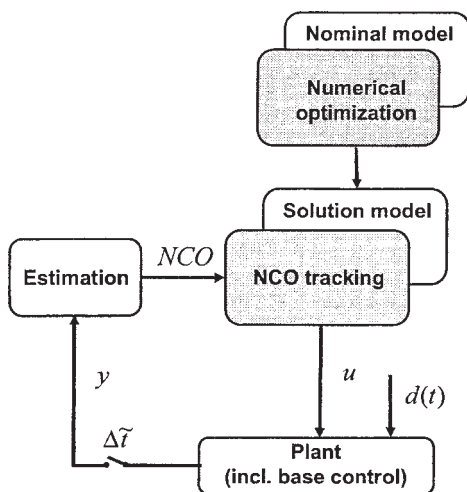 Nominal model
Numerical
optimization
Solution model
NCO
Estimation
NCO tracking
y
u
d(t)
Δt̃
Plant
(incl. base control)